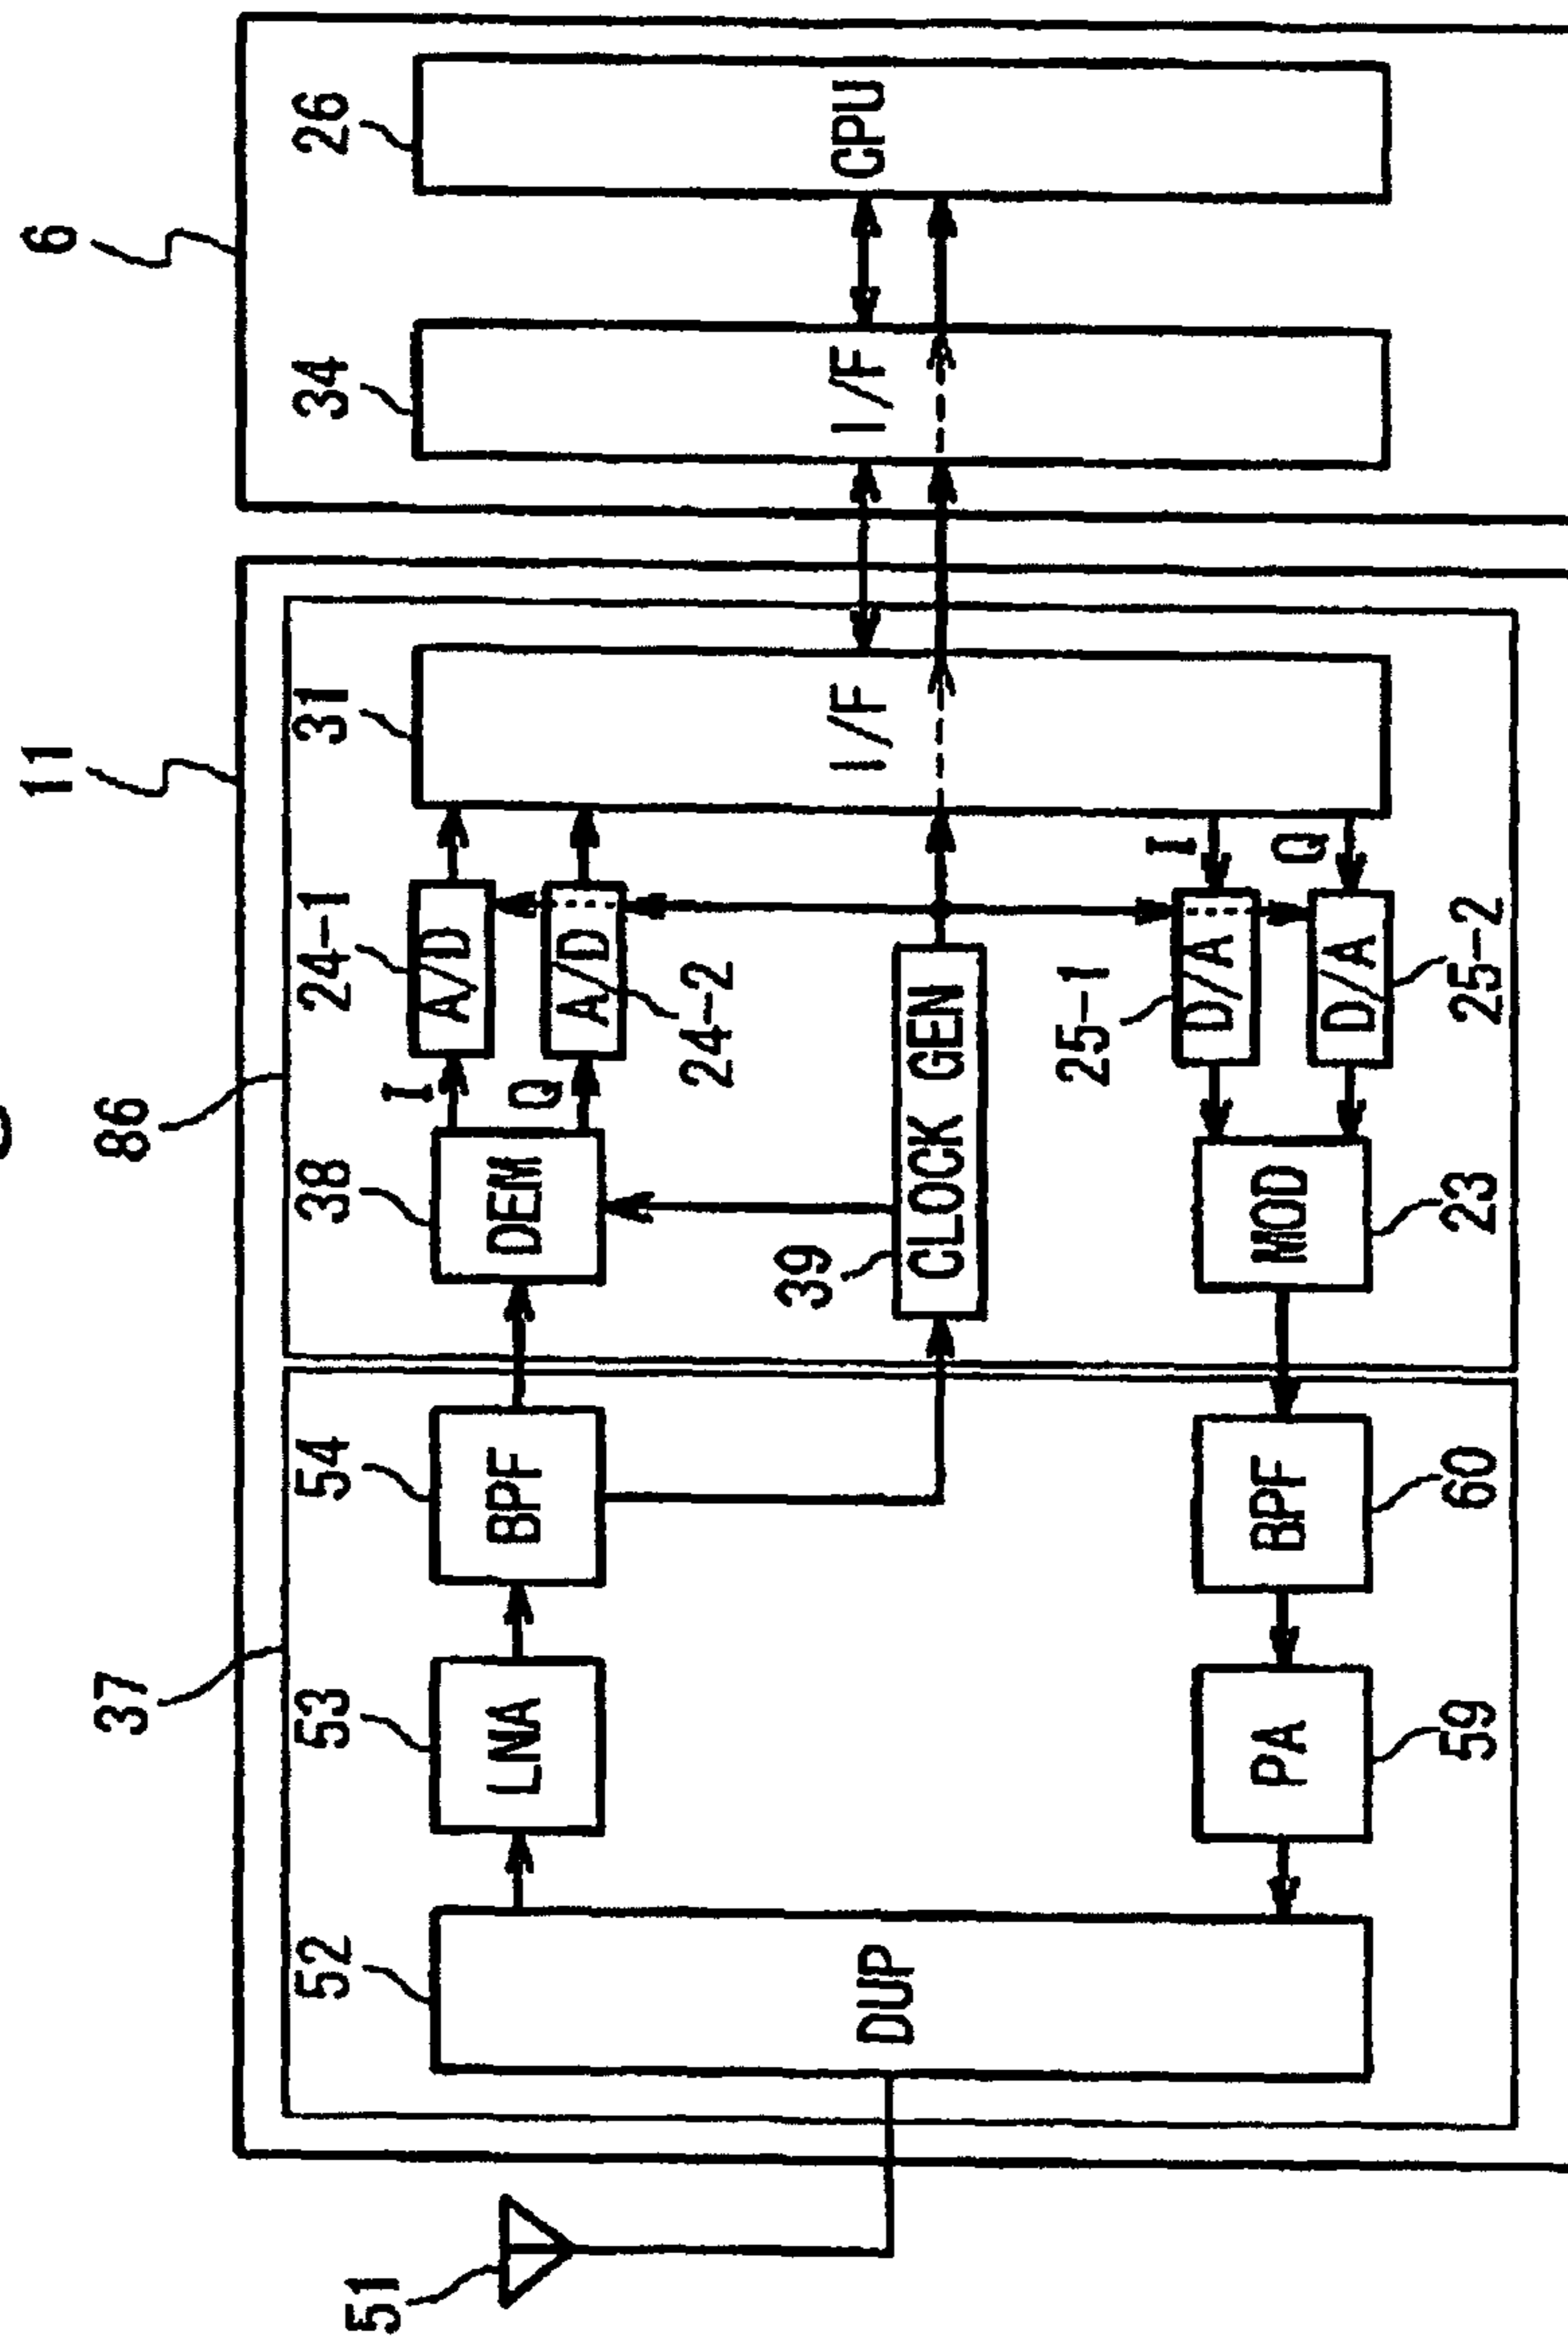 11
6
37
86
51
52
53
54
38
24-1
31
34
26
DUP
LNA
BPF
DEM
I
Q
A/D
A/D
24-2
I/F
I/F
CPU
39
CLOCK GEN
25-1
I
Q
PA
BPF
MOD
D/A
D/A
59
60
23
25-2